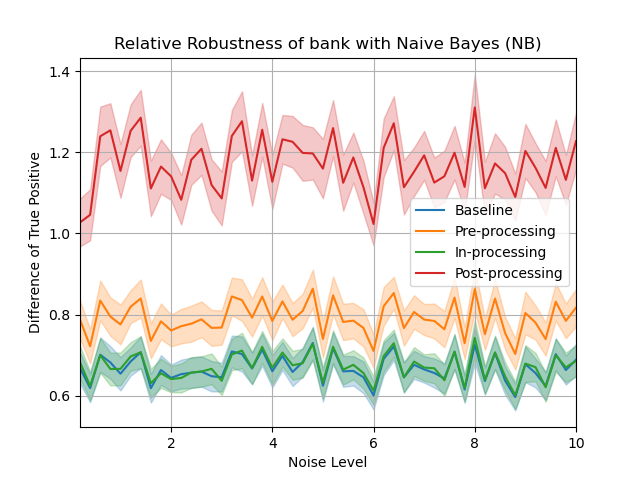 Relative Robustness of bank with Naive Bayes (NB)
Difference of True Positive
1.4
1.2
1.0
0.8
0.6
Baseline
Pre-processing
In-processing
Post-processing
2 4 6 8 10
Noise Level